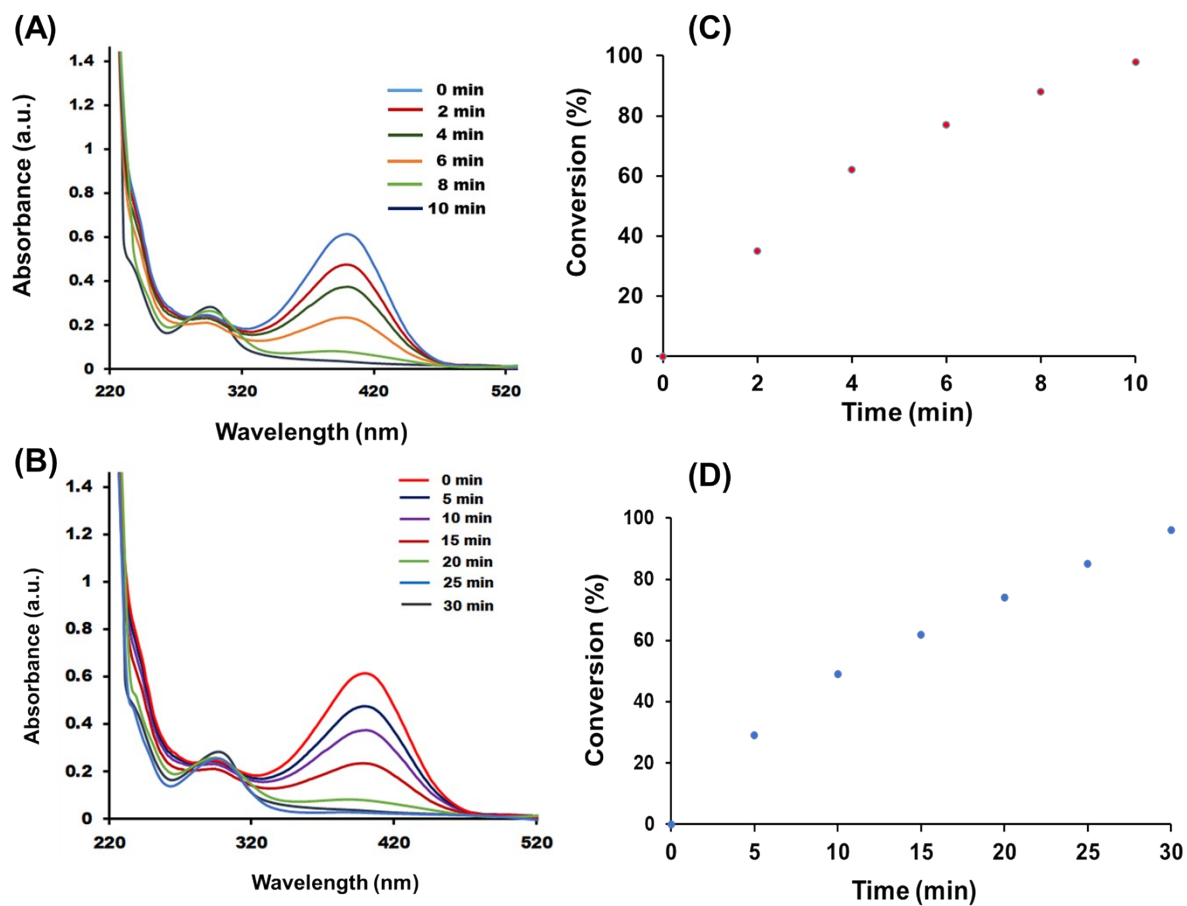 (A)
Absorbance (a.u.)
1.4
1.2
1
0.8
0.6
0.4
0.2
0
220
320
420
520
Wavelength (nm)
0 min
2 min
4 min
6 min
8 min
10 min
(C)
Conversion (%)
100
80
60
40
20
0
0
2
4
6
8
10
Time (min)
(B)
Absorbance (a.u.)
1.4
1.2
1
0.8
0.6
0.4
0.2
0
220
320
420
520
Wavelength (nm)
0 min
5 min
10 min
15 min
20 min
25 min
30 min
(D)
Conversion (%)
100
80
60
40
20
0
0
5
10
15
20
25
30
Time (min)